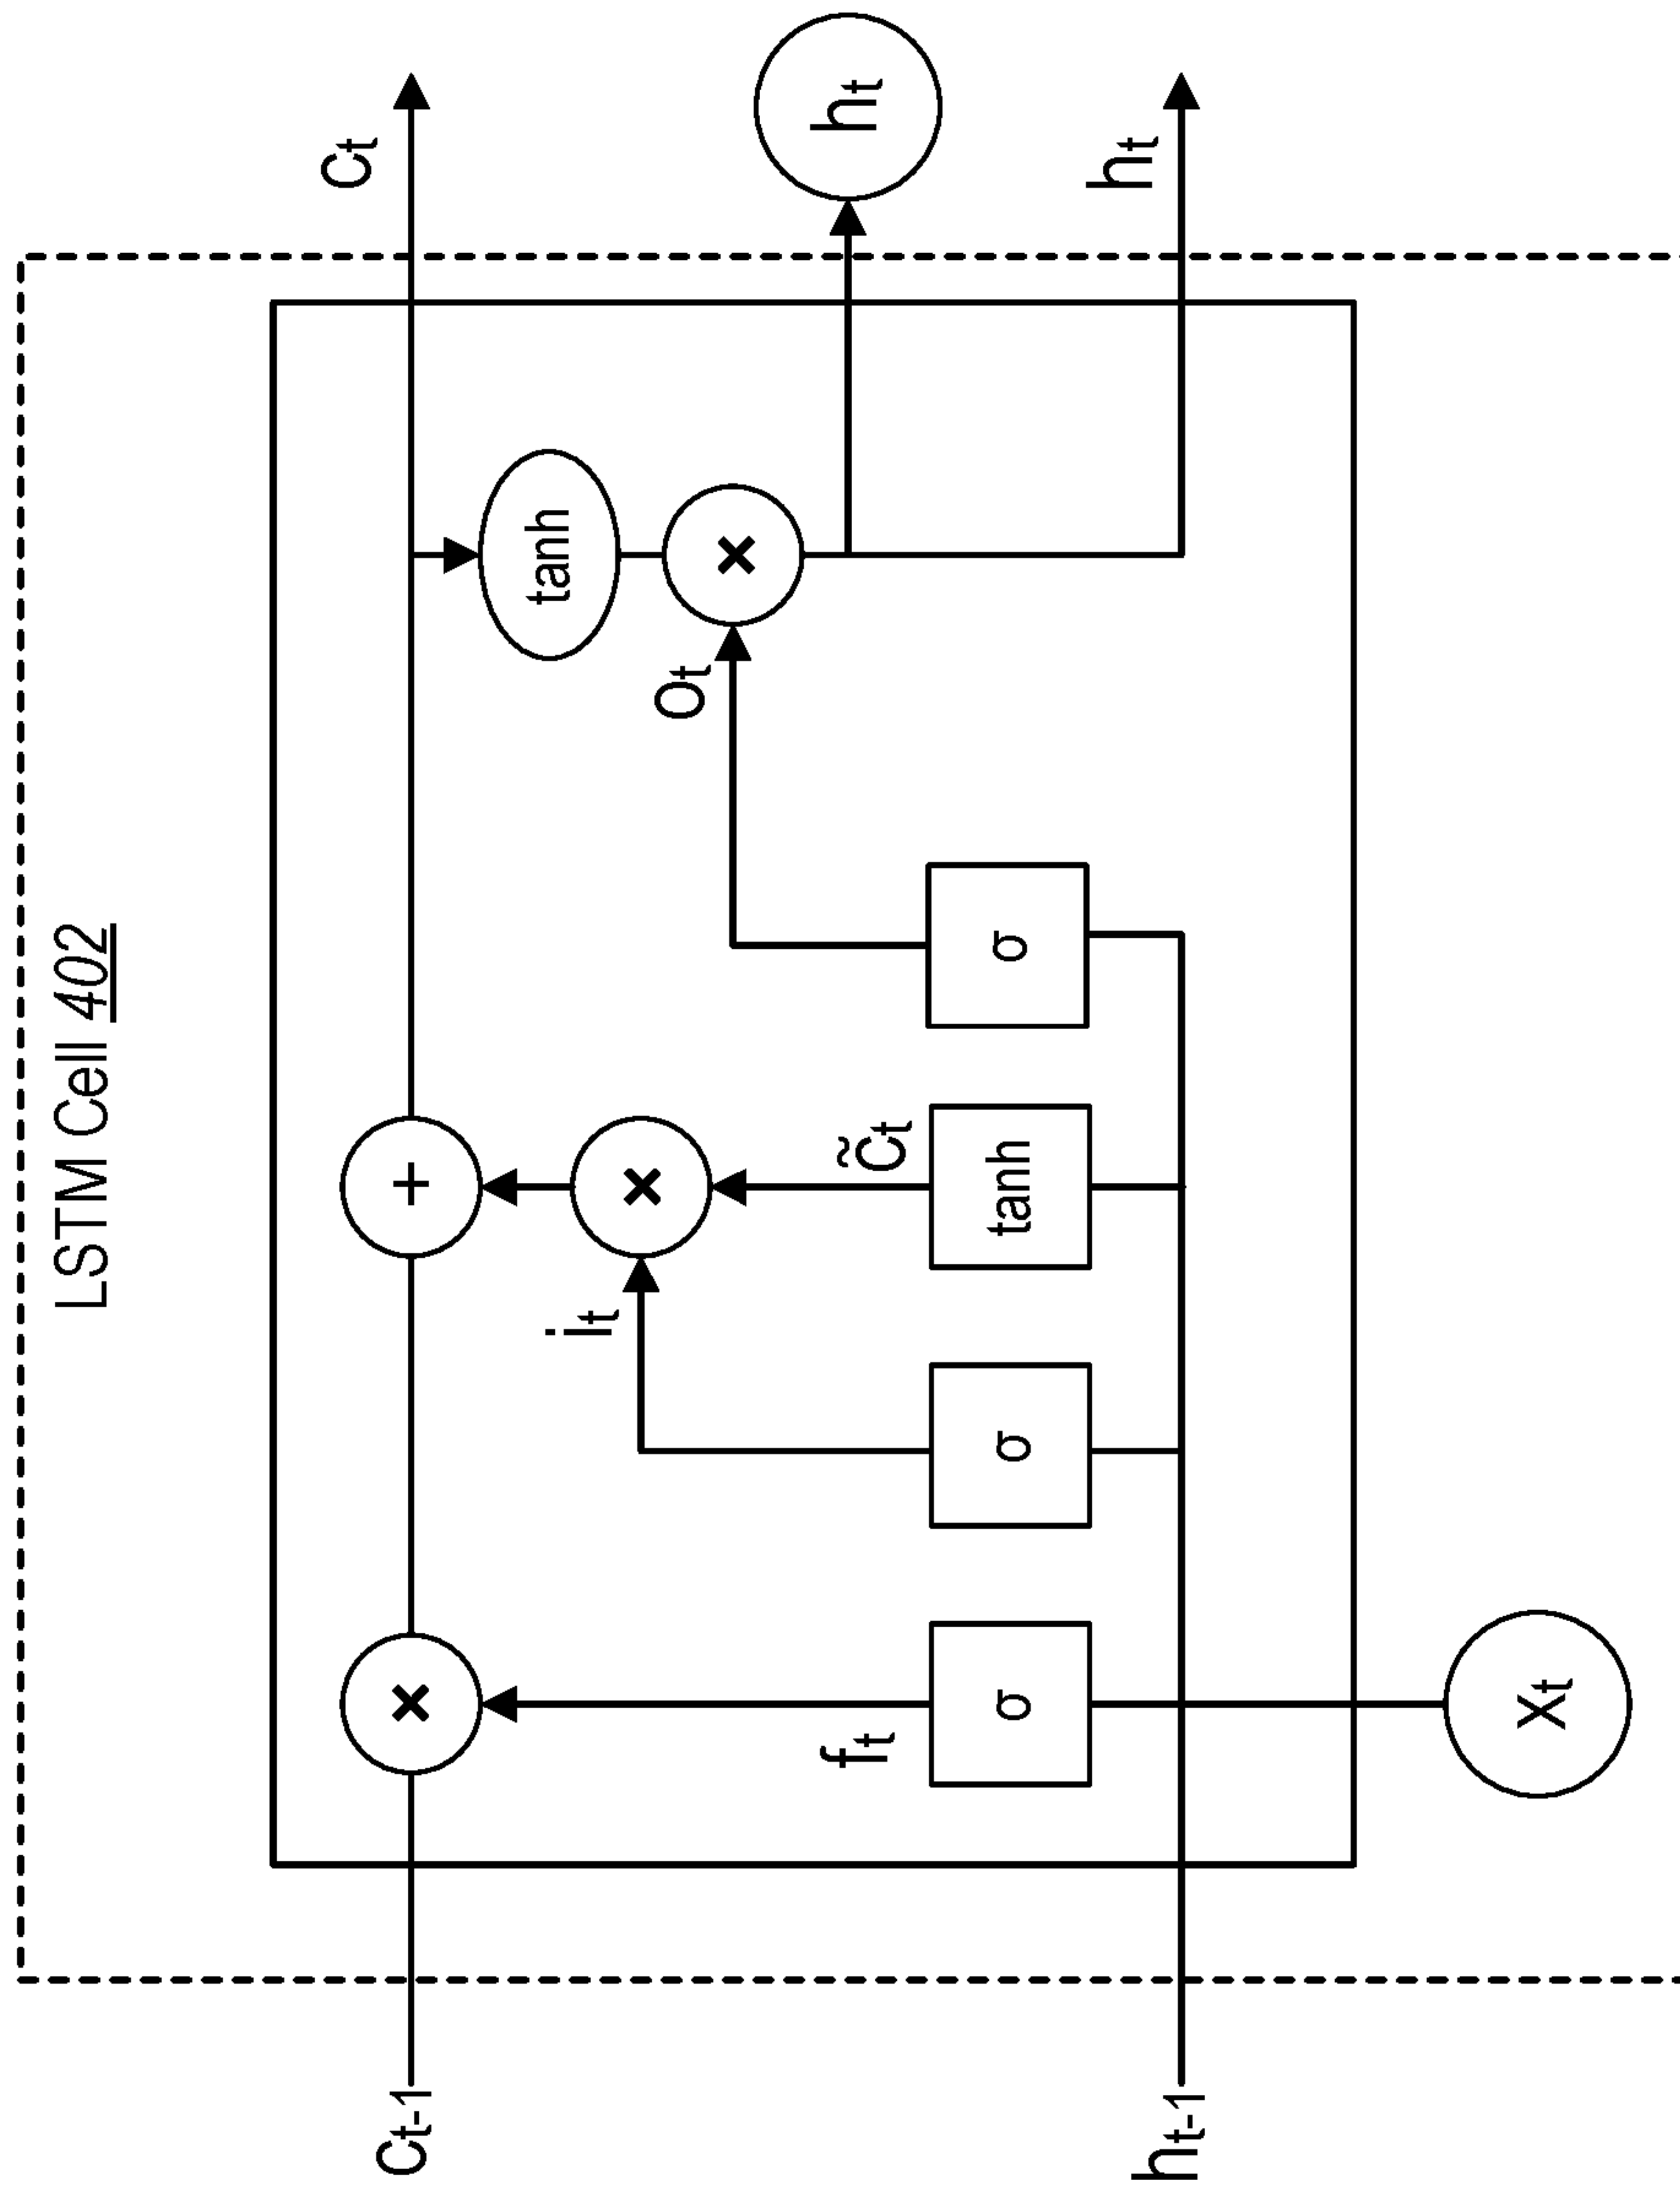 LSTM Cell 402
Ct-1
Ct
×
+
tanh
ht
it
×
Ot
×
ft
C̃t
σ
σ
tanh
σ
ht-1
ht
Xt